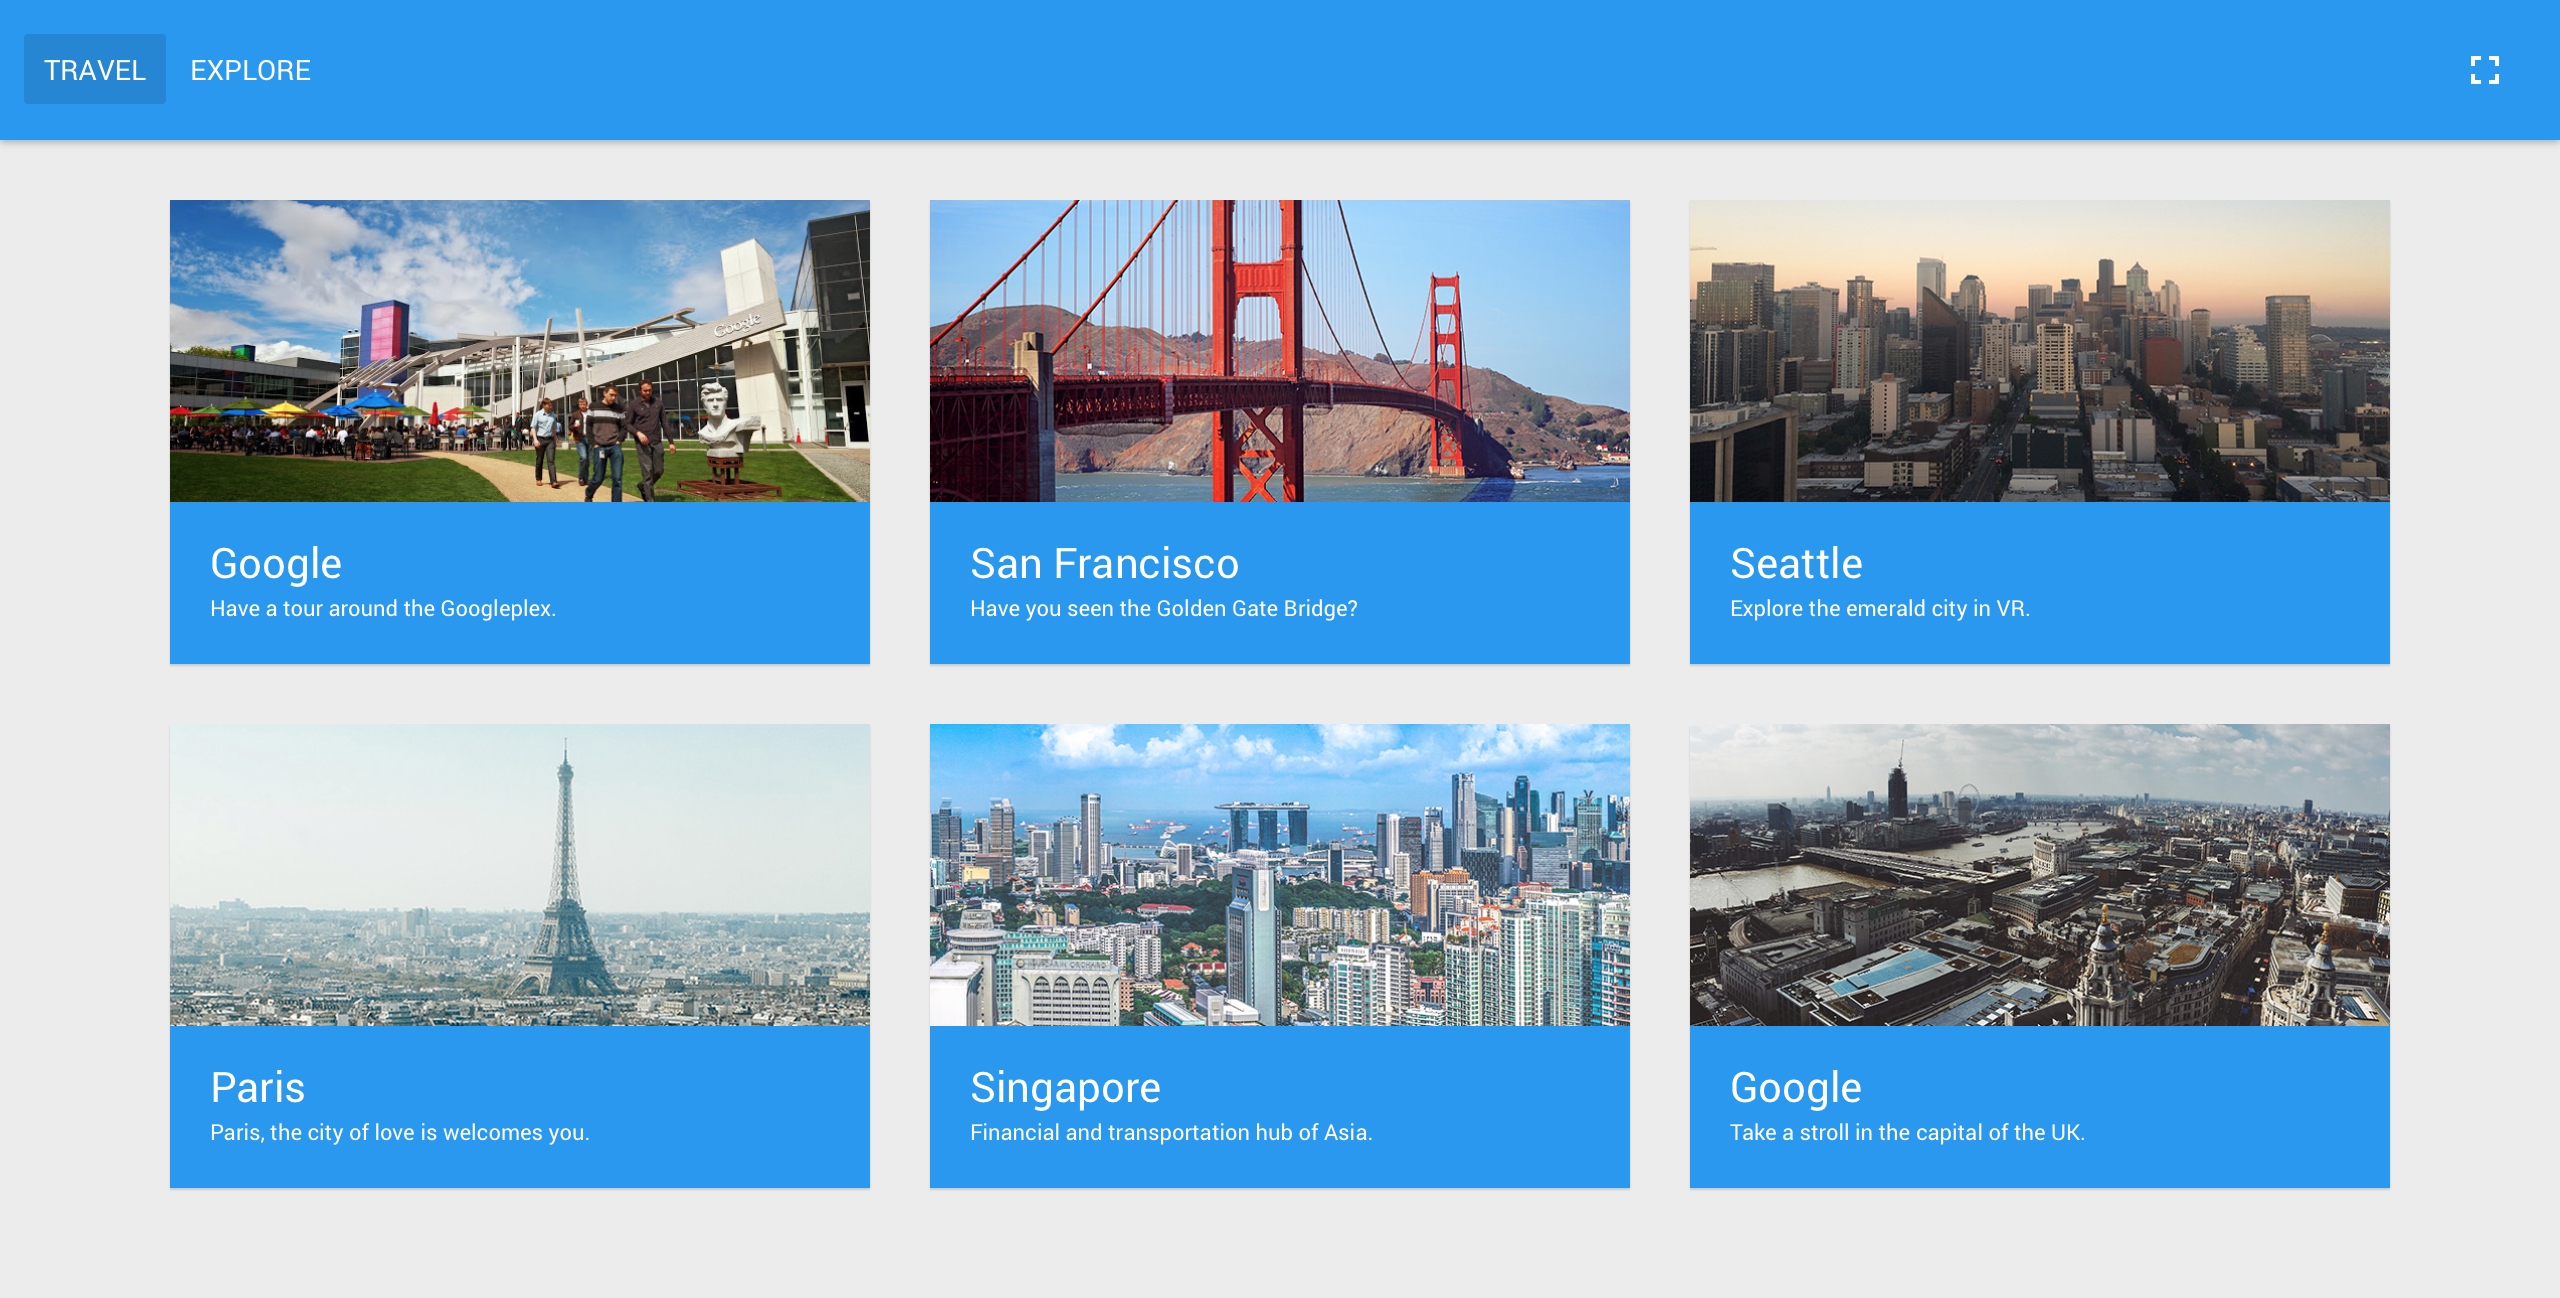 TRAVEL EXPLORE
Google
Google
Have a tour around the Googleplex.
San Francisco
Have you seen the Golden Gate Bridge?
Seattle
Explore the emerald city in VR.
Paris
Paris, the city of love is welcomes you.
Singapore
Financial and transportation hub of Asia.
Google
Take a stroll in the capital of the UK.